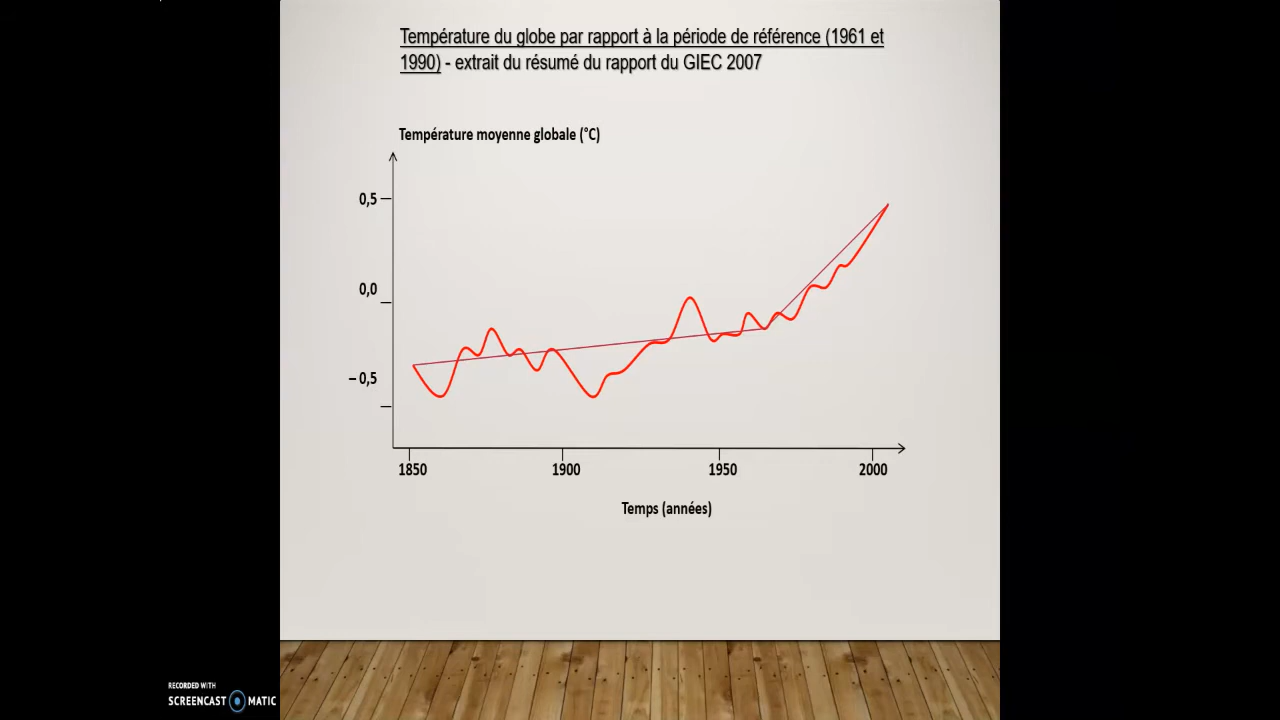 Température du globe par rapport à la période de référence (1961 et
1990) - extrait du résumé du rapport du GIEC 2007
Température moyenne globale (°C)
0,5
0,0
– 0,5
1850 1900 1950 2000
Temps (années)
RECORDED WITH
SCREENCAST MATIC